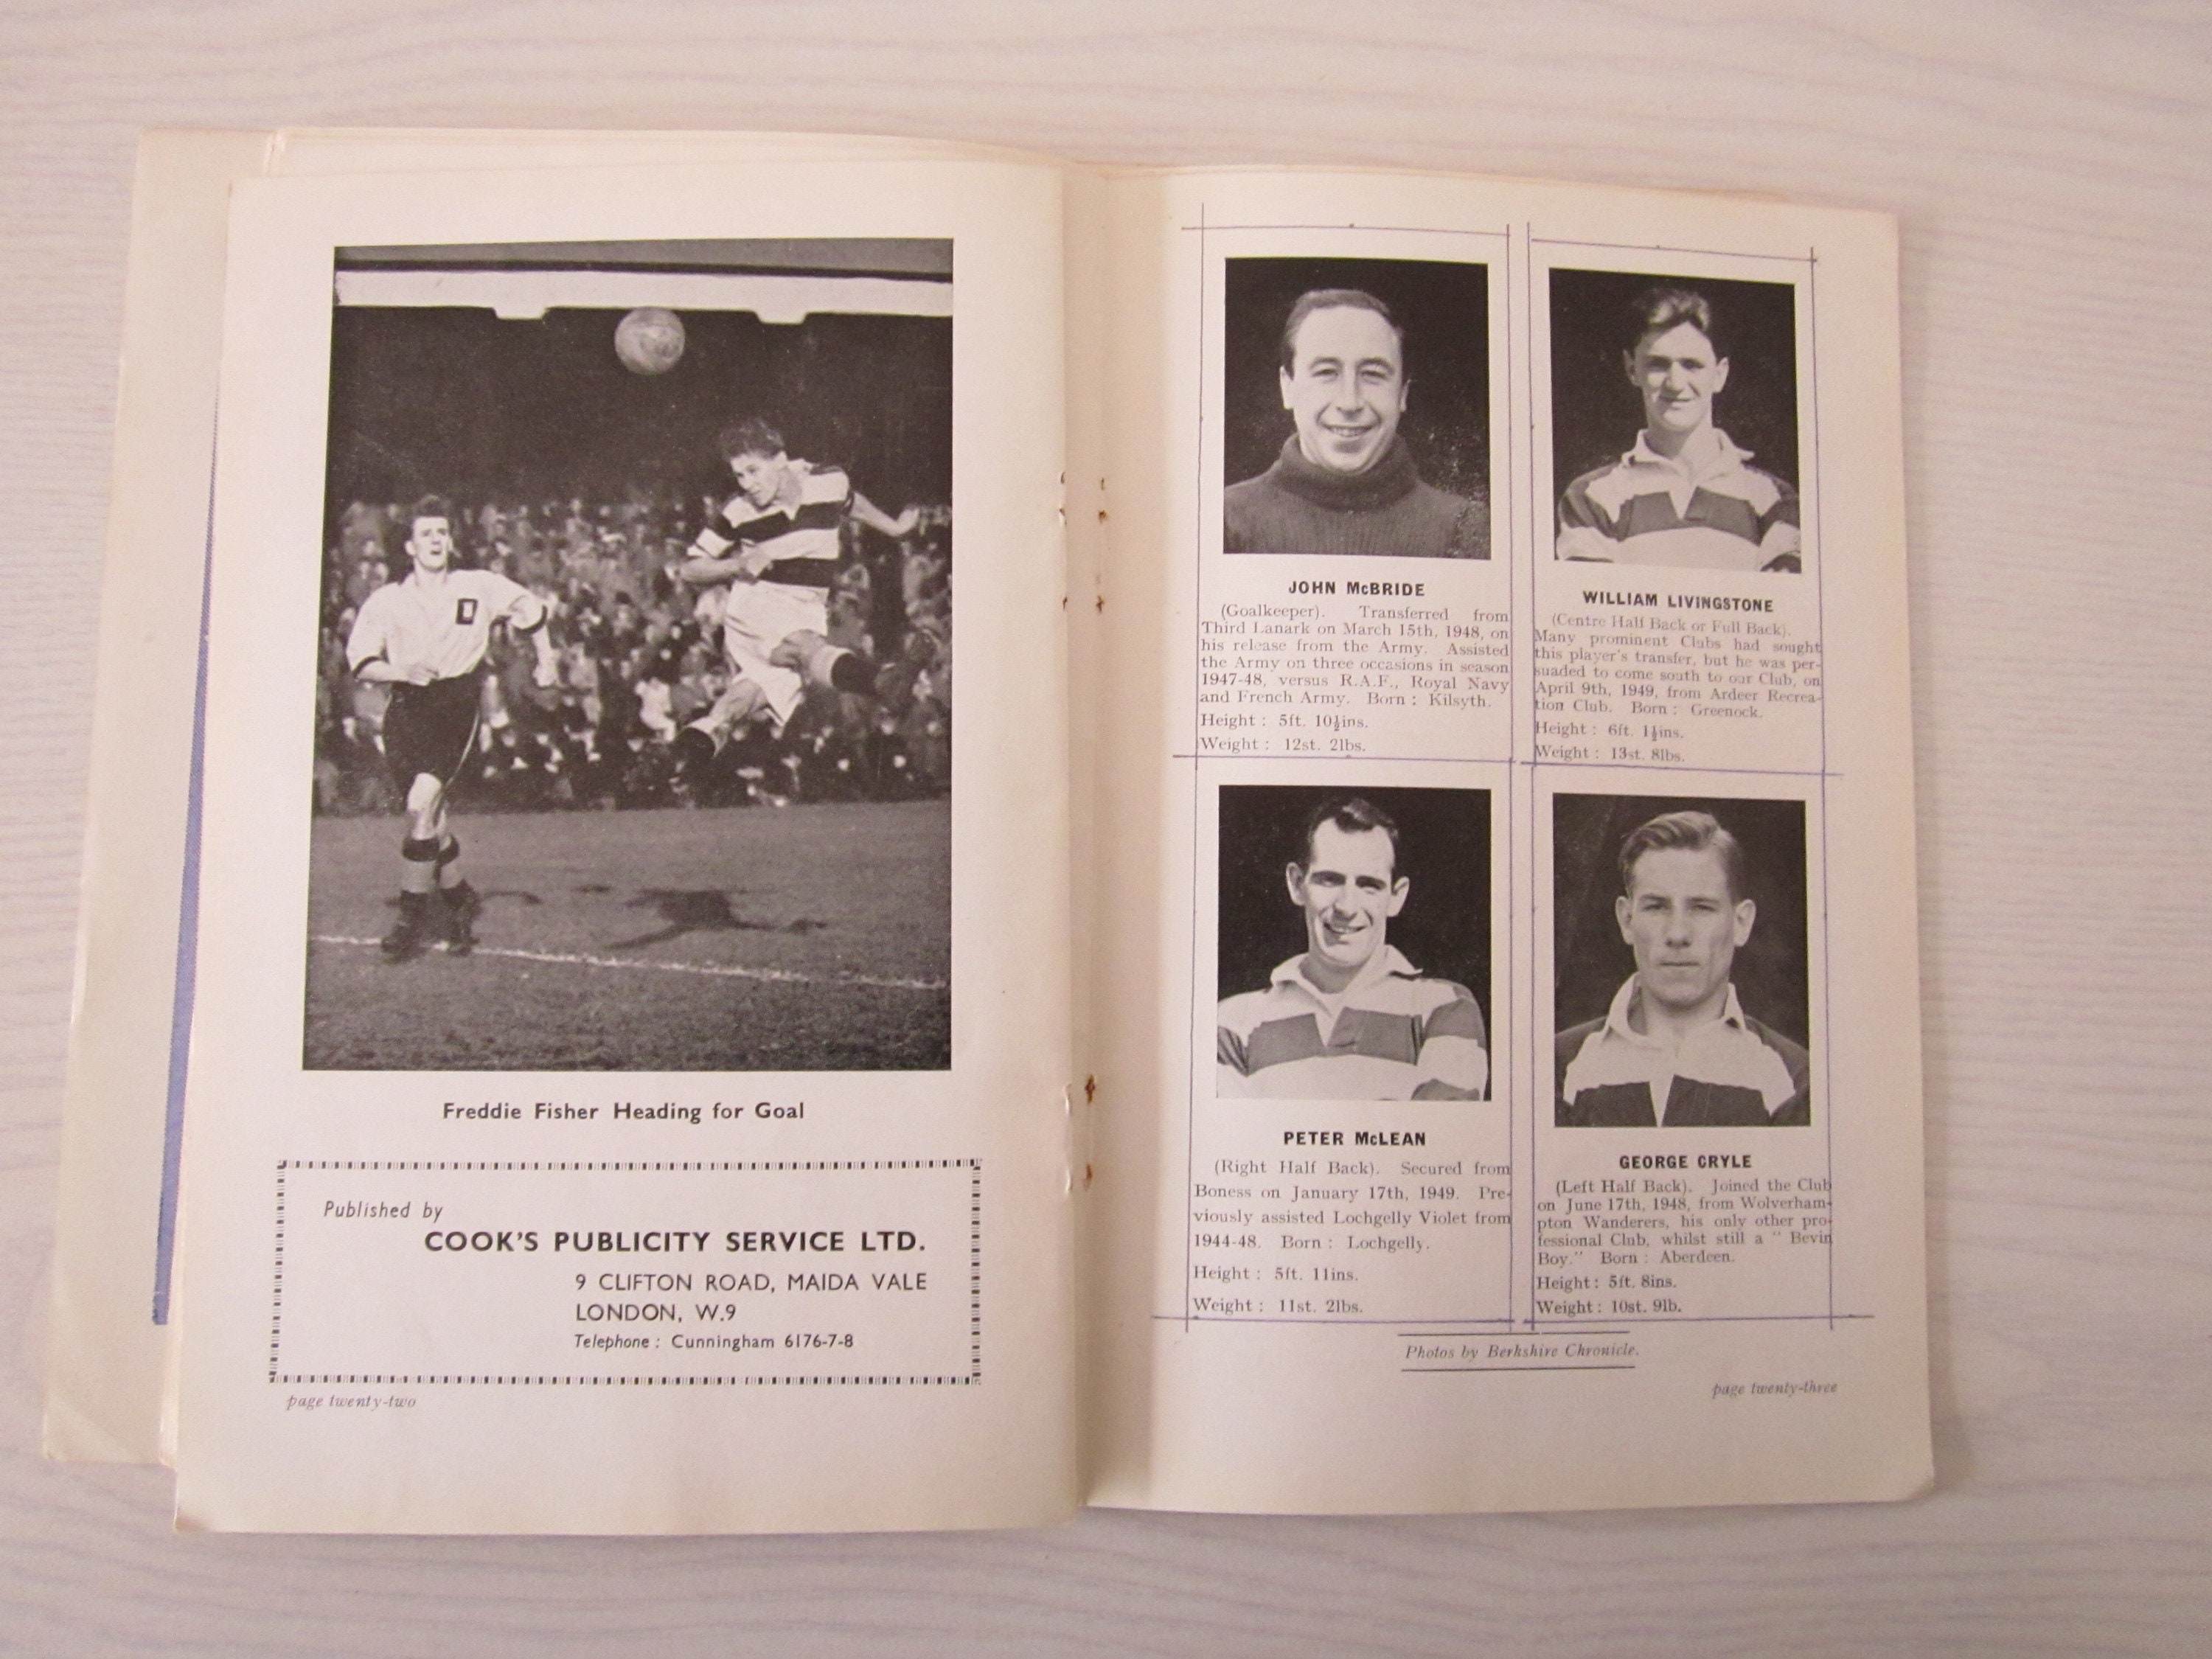 Freddie Fisher Heading for Goal
Published by
COOK'S PUBLICITY SERVICE LTD.
9 CLIFTON ROAD, MAIDA VALE
LONDON, W.9
Telephone : Cunningham 6176-7-8
page twenty-two
JOHN McBRIDE
(Goalkeeper). Transferred from
Third Lanark on March 15th, 1948, on
his release from the Army. Assisted
the Army on three occasions in season
1947-48, versus R.A.F., Royal Navy
and French Army. Born : Kilsyth.
Height : 5ft. 10½ins.
Weight : 12st. 2lbs.
WILLIAM LIVINGSTONE
(Centre Half Back or Full Back).
Many prominent Clubs had sought
this player's transfer, but he was per-
suaded to come south to our Club, on
April 9th, 1949, from Ardeer Recrea-
tion Club. Born : Greenock.
Height : 6ft. 1½ins.
Weight : 13st. 8lbs.
PETER McLEAN
(Right Half Back). Secured from
Boness on January 17th, 1949. Pre-
viously assisted Lochgelly Violet from
1944-48. Born : Lochgelly.
Height : 5ft. 11ins.
Weight : 11st. 2lbs.
GEORGE CRYLE
(Left Half Back). Joined the Club
on June 17th, 1948, from Wolverham-
pton Wanderers, his only other pro-
fessional Club, whilst still a " Bevin
Boy." Born : Aberdeen.
Height : 5ft. 8ins.
Weight : 10st. 9lb.
Photos by Berkshire Chronicle.
page twenty-three